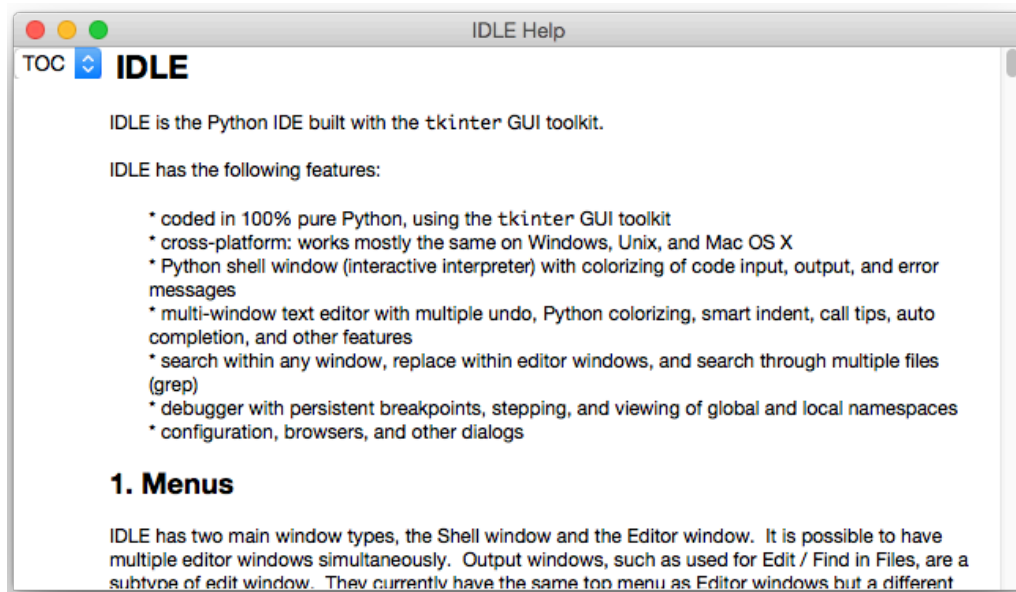 IDLE Help
TOC
IDLE
IDLE is the Python IDE built with the tkinter GUI toolkit.
IDLE has the following features:
* coded in 100% pure Python, using the tkinter GUI toolkit
* cross-platform: works mostly the same on Windows, Unix, and Mac OS X
* Python shell window (interactive interpreter) with colorizing of code input, output, and error
messages
* multi-window text editor with multiple undo, Python colorizing, smart indent, call tips, auto
completion, and other features
* search within any window, replace within editor windows, and search through multiple files
(grep)
* debugger with persistent breakpoints, stepping, and viewing of global and local namespaces
* configuration, browsers, and other dialogs
1. Menus
IDLE has two main window types, the Shell window and the Editor window.  It is possible to have
multiple editor windows simultaneously.  Output windows, such as used for Edit / Find in Files, are a
subtype of edit window.  They currently have the same top menu as Editor windows but a different